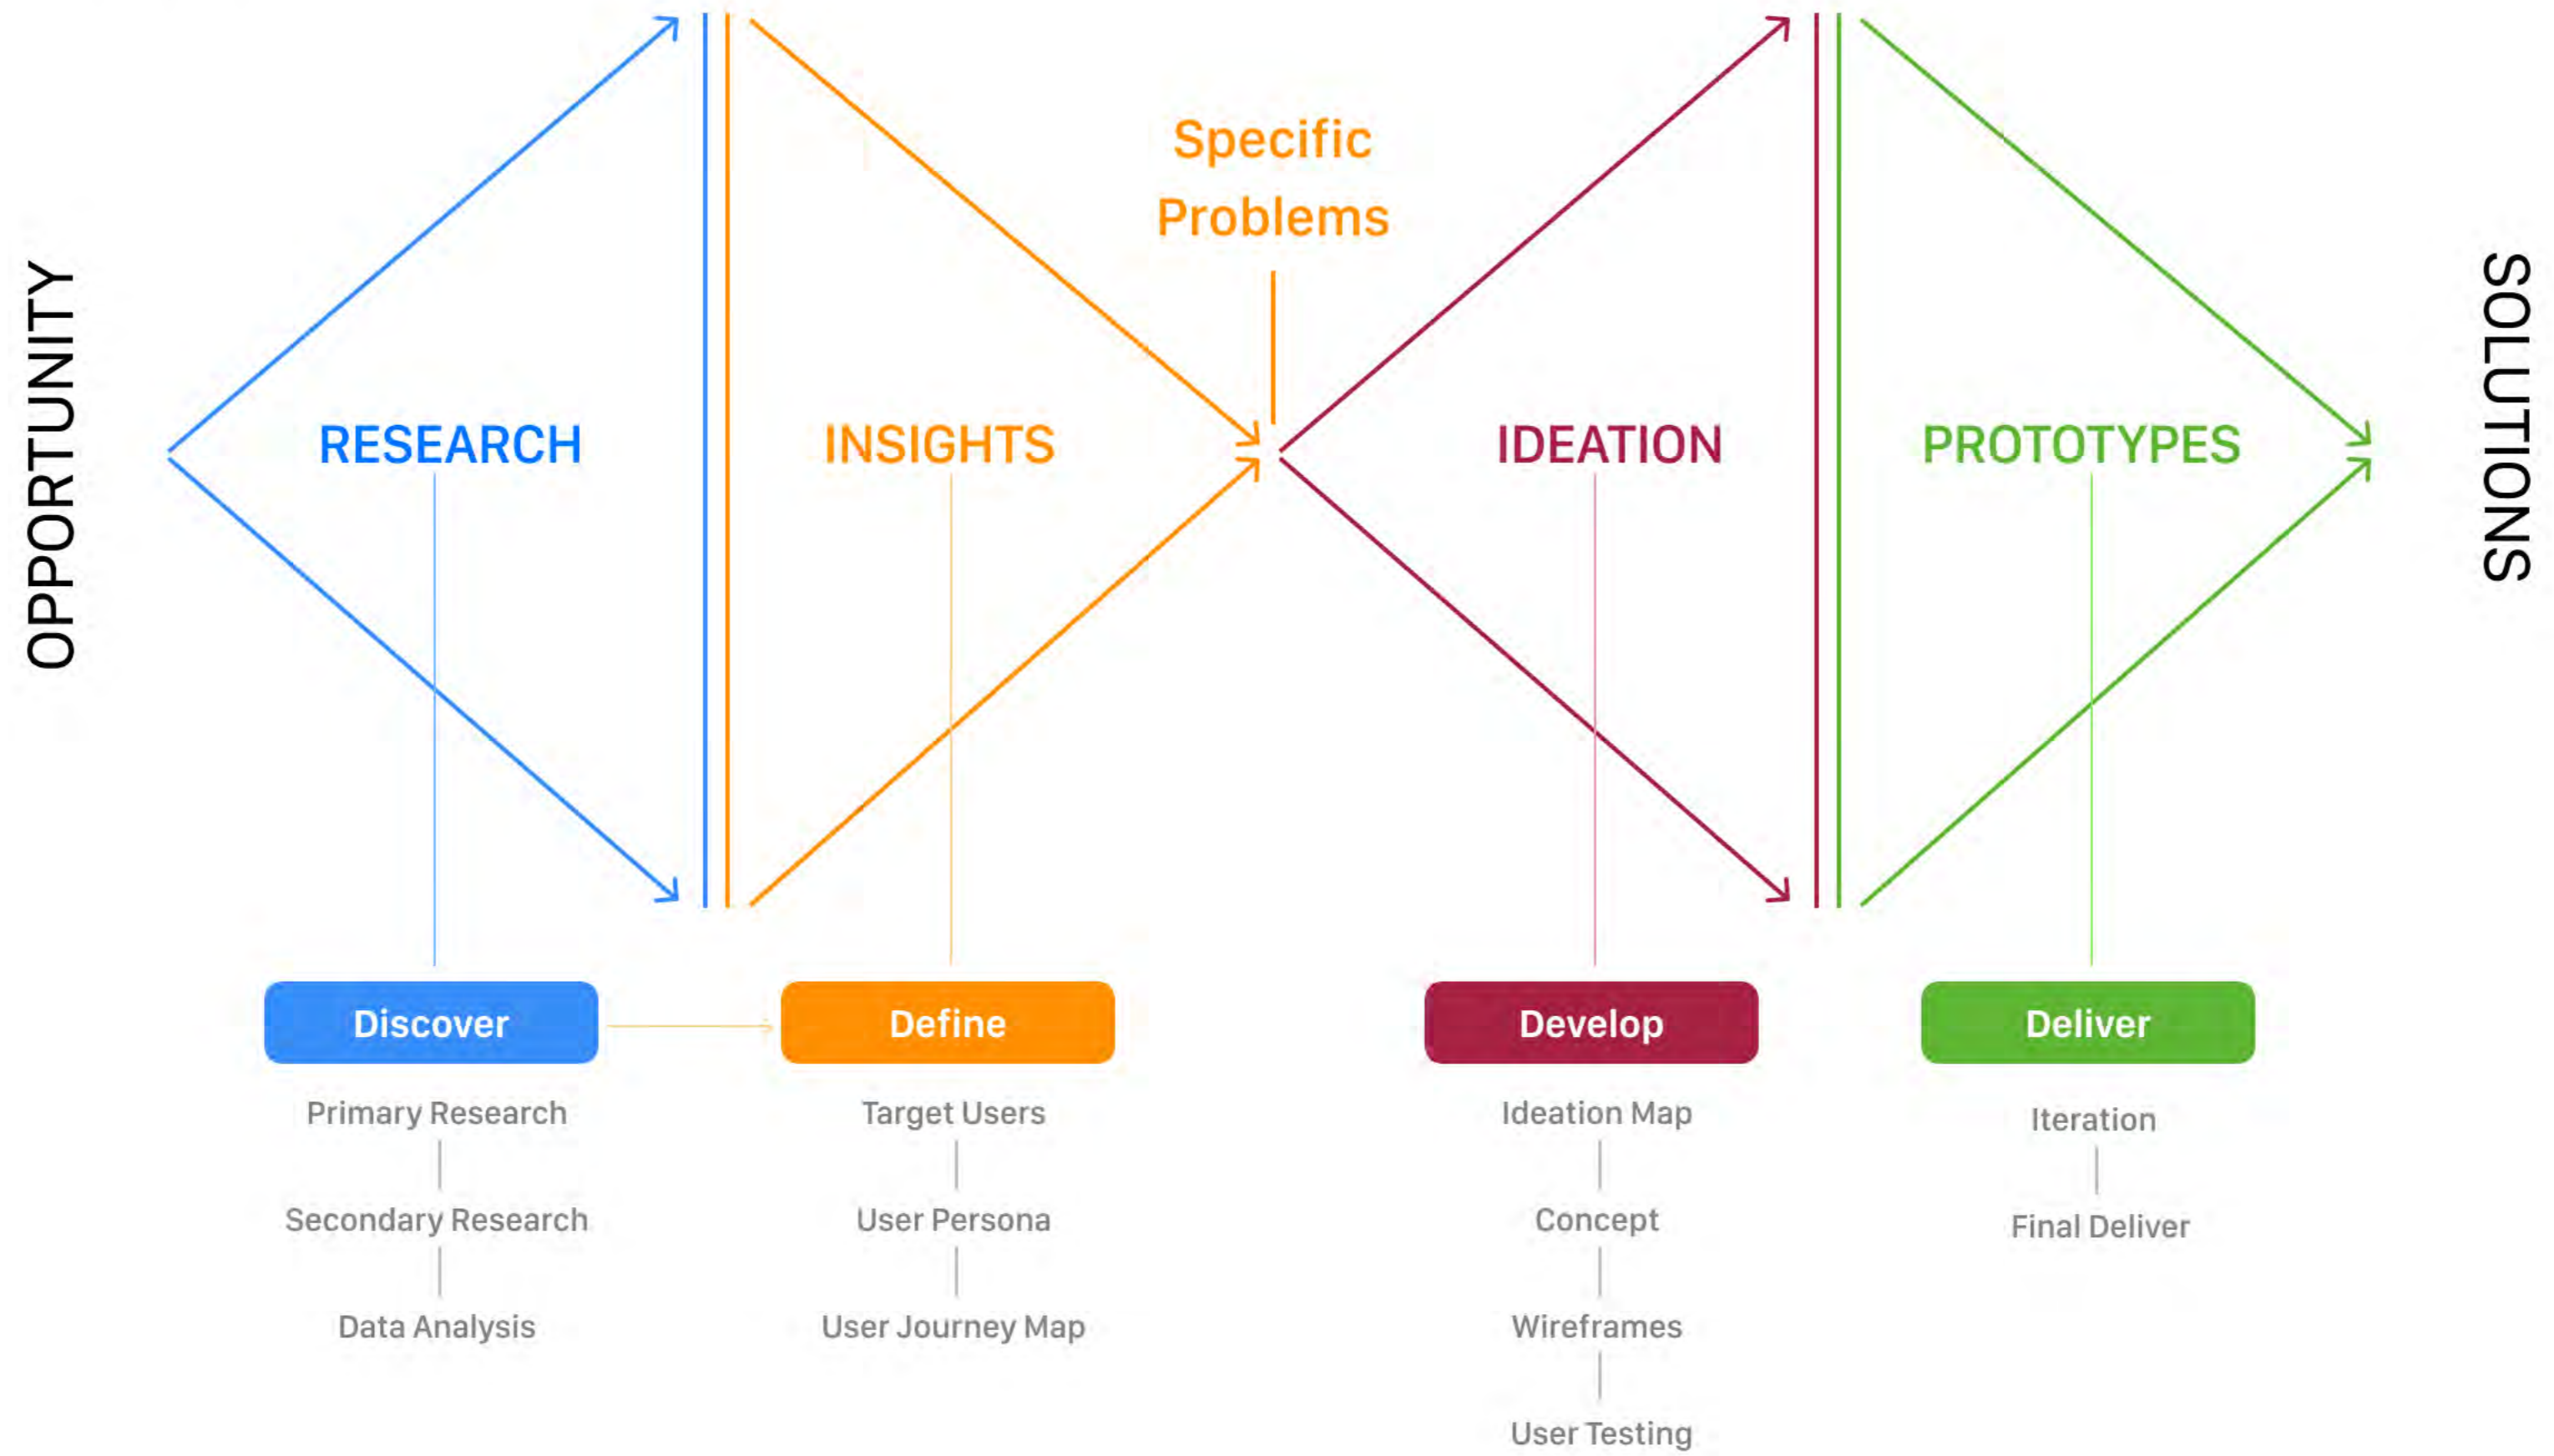 OPPORTUNITY
RESEARCH
INSIGHTS
Specific
Problems
IDEATION
PROTOTYPES
SOLUTIONS
Discover
Primary Research
Secondary Research
Data Analysis
Define
Target Users
User Persona
User Journey Map
Develop
Ideation Map
Concept
Wireframes
User Testing
Deliver
Iteration
Final Deliver